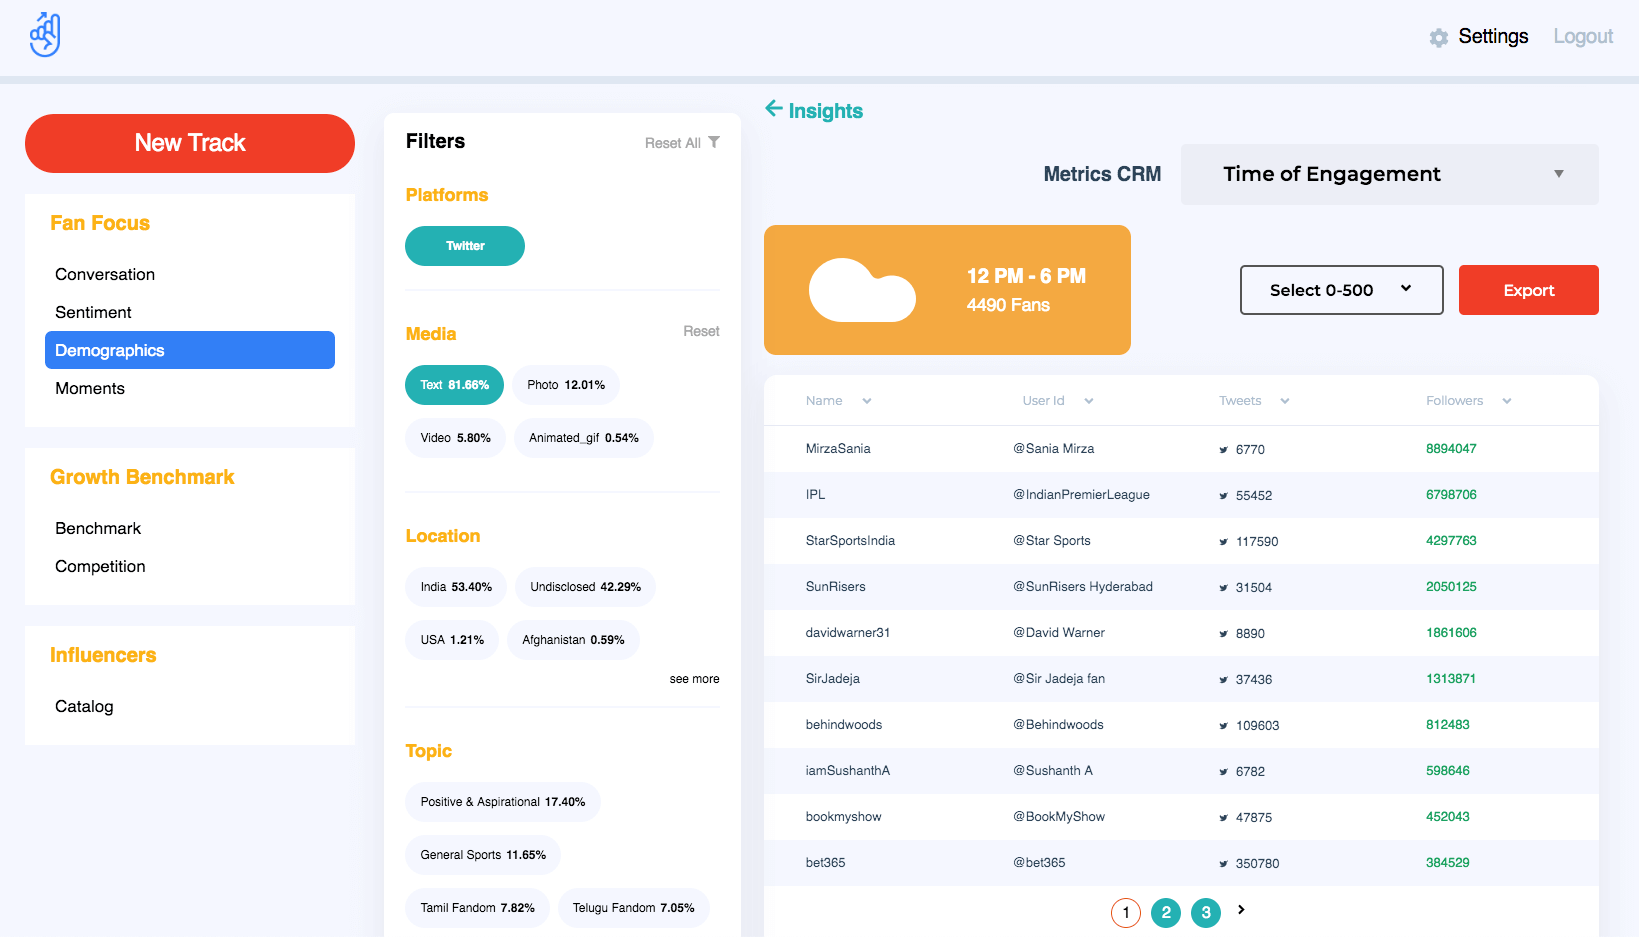 Settings Logout
New Track
Fan Focus
Conversation
Sentiment
Demographics
Moments
Growth Benchmark
Benchmark
Competition
Influencers
Catalog
Filters Reset All
Platforms
Twitter
Media Reset
Text 81.66% Photo 12.01%
Video 5.80% Animated_gif 0.54%
Location
India 53.40% Undisclosed 42.29%
USA 1.21% Afghanistan 0.59%
see more
Topic
Positive & Aspirational 17.40%
General Sports 11.65%
Tamil Fandom 7.82% Telugu Fandom 7.05%
Insights
Metrics CRM Time of Engagement
12 PM - 6 PM
4490 Fans
Select 0-500 Export
Name User Id Tweets Followers
MirzaSania @Sania Mirza 6770 8894047
IPL @IndianPremierLeague 55452 6798706
StarSportsIndia @Star Sports 117590 4297763
SunRisers @SunRisers Hyderabad 31504 2050125
davidwarner31 @David Warner 8890 1861606
SirJadeja @Sir Jadeja fan 37436 1313871
behindwoods @Behindwoods 109603 812483
iamSushanthA @Sushanth A 6782 598646
bookmyshow @BookMyShow 47875 452043
bet365 @bet365 350780 384529
1 2 3